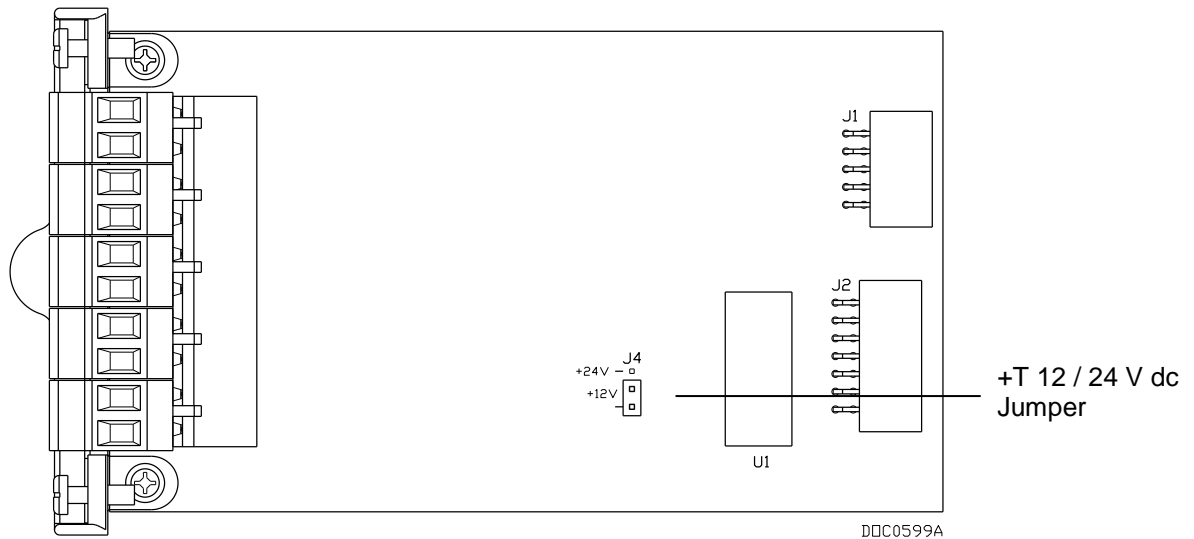 J1
J2
J4
+24V
+12V
+T 12 / 24 V dc
Jumper
U1
DOC0599A